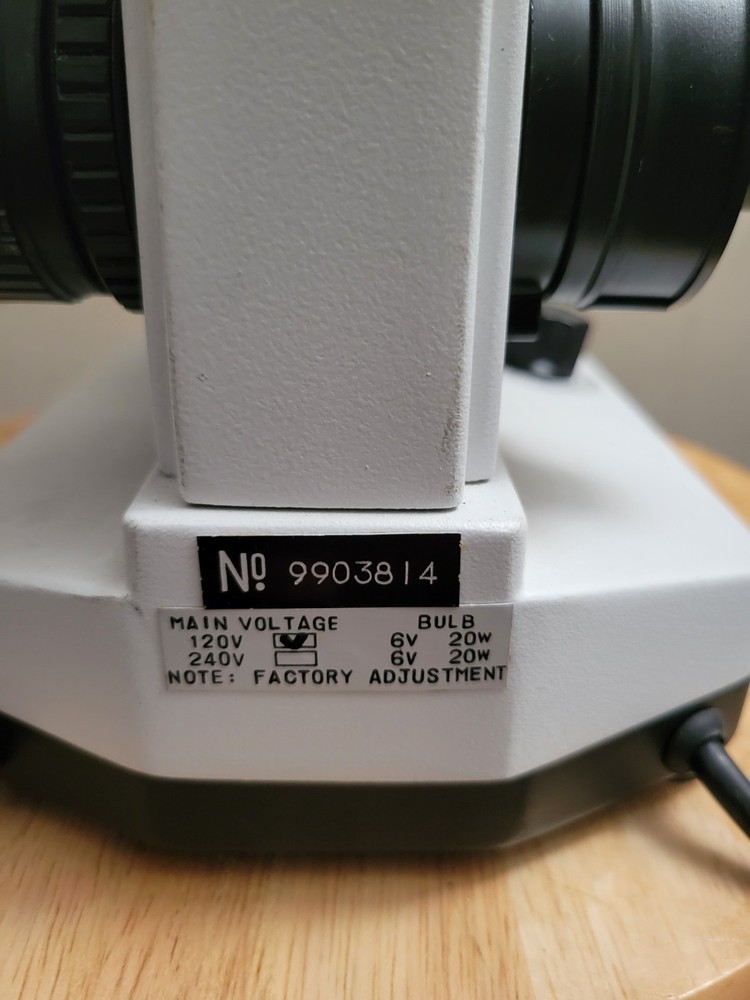 Nº 9903814
MAIN VOLTAGE BULB
120V 6V 20W
240V 6V 20W
NOTE: FACTORY ADJUSTMENT